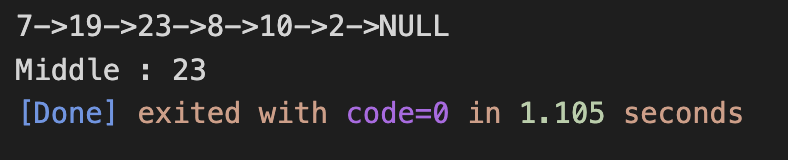 7->19->23->8->10->2->NULL
Middle : 23
[Done] exited with code=0 in 1.105 seconds